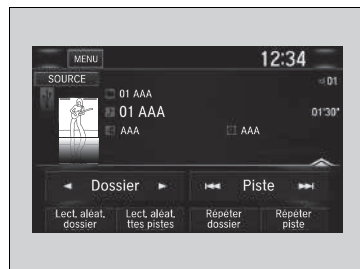 MENU
12:34
SOURCE
01
01 AAA
01 AAA
01'30"
AAA
AAA
Dossier
Piste
Lect. aléat. dossier
Lect. aléat. ttes pistes
Répéter dossier
Répéter piste